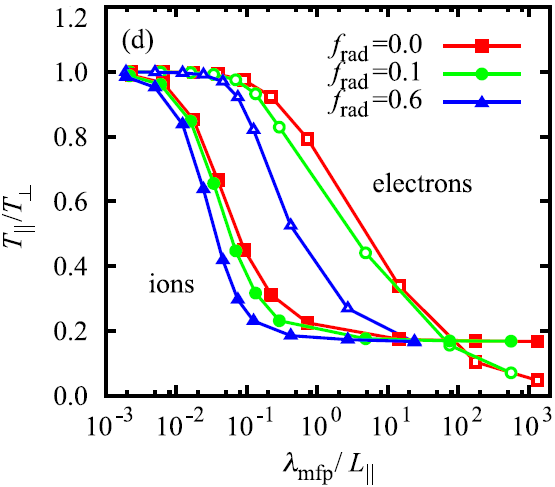 (d)
f_rad=0.0
f_rad=0.1
f_rad=0.6
electrons
ions
T_∥/T_⊥
1.2
1.0
0.8
0.6
0.4
0.2
0.0
10^-3 10^-2 10^-1 10^0 10^1 10^2 10^3
λ_mfp/ L_∥